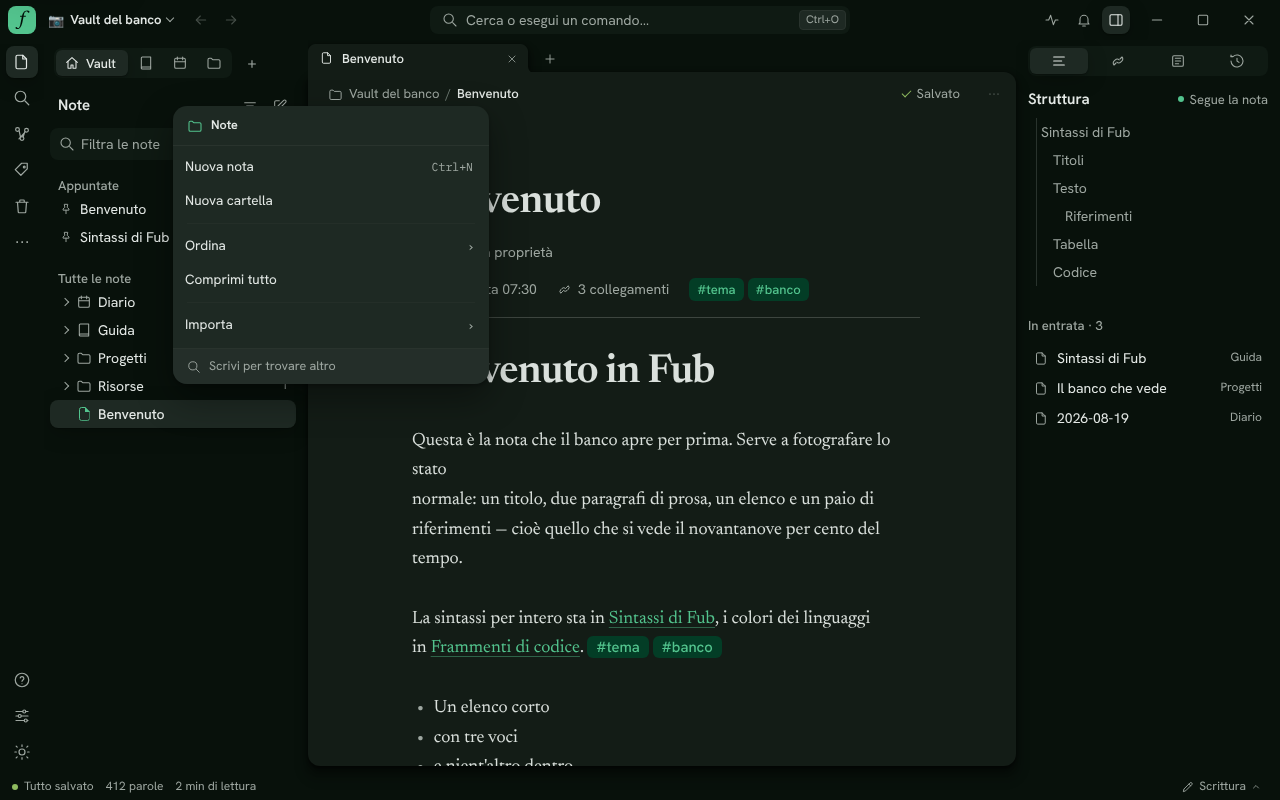 Vault del banco
Cerca o esegui un comando...
Ctrl+O
Vault
Note
Filtra le note
Appuntate
Benvenuto
Sintassi di Fub
Tutte le note
Diario
Guida
Progetti
Risorse
Benvenuto
Note
Nuova nota Ctrl+N
Nuova cartella
Ordina
Comprimi tutto
Importa
Scrivi per trovare altro
Benvenuto
Vault del banco / Benvenuto
Salvato
proprietà
07:30
3 collegamenti
#tema
#banco
in Fub
Questa è la nota che il banco apre per prima. Serve a fotografare lo
stato
normale: un titolo, due paragrafi di prosa, un elenco e un paio di
riferimenti — cioè quello che si vede il novantanove per cento del
tempo.
La sintassi per intero sta in Sintassi di Fub, i colori dei linguaggi
in Frammenti di codice. #tema #banco
• Un elenco corto
• con tre voci
• e nient'altro dentro
Struttura
Segue la nota
Sintassi di Fub
Titoli
Testo
Riferimenti
Tabella
Codice
In entrata · 3
Sintassi di Fub Guida
Il banco che vede Progetti
2026-08-19 Diario
Tutto salvato 412 parole 2 min di lettura
Scrittura